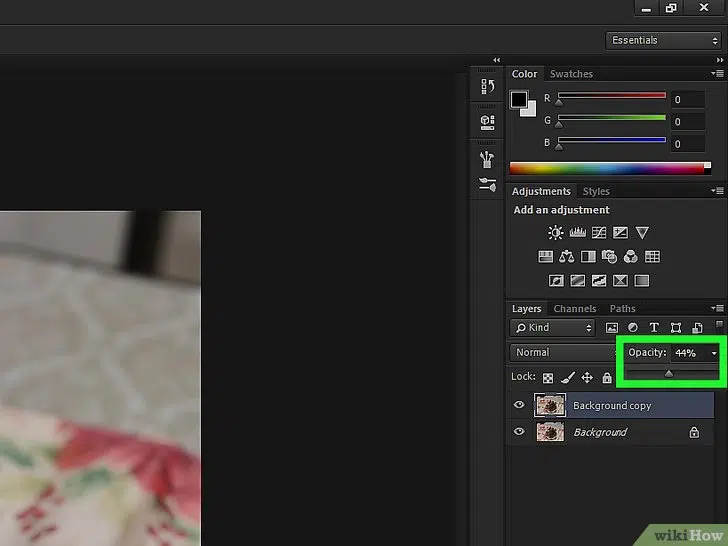 Essentials
Color Swatches
R 0
G 0
B 0
Adjustments Styles
Add an adjustment
Layers Channels Paths
Kind
Normal Opacity: 44%
Lock:
Background copy
Background
wikiHow